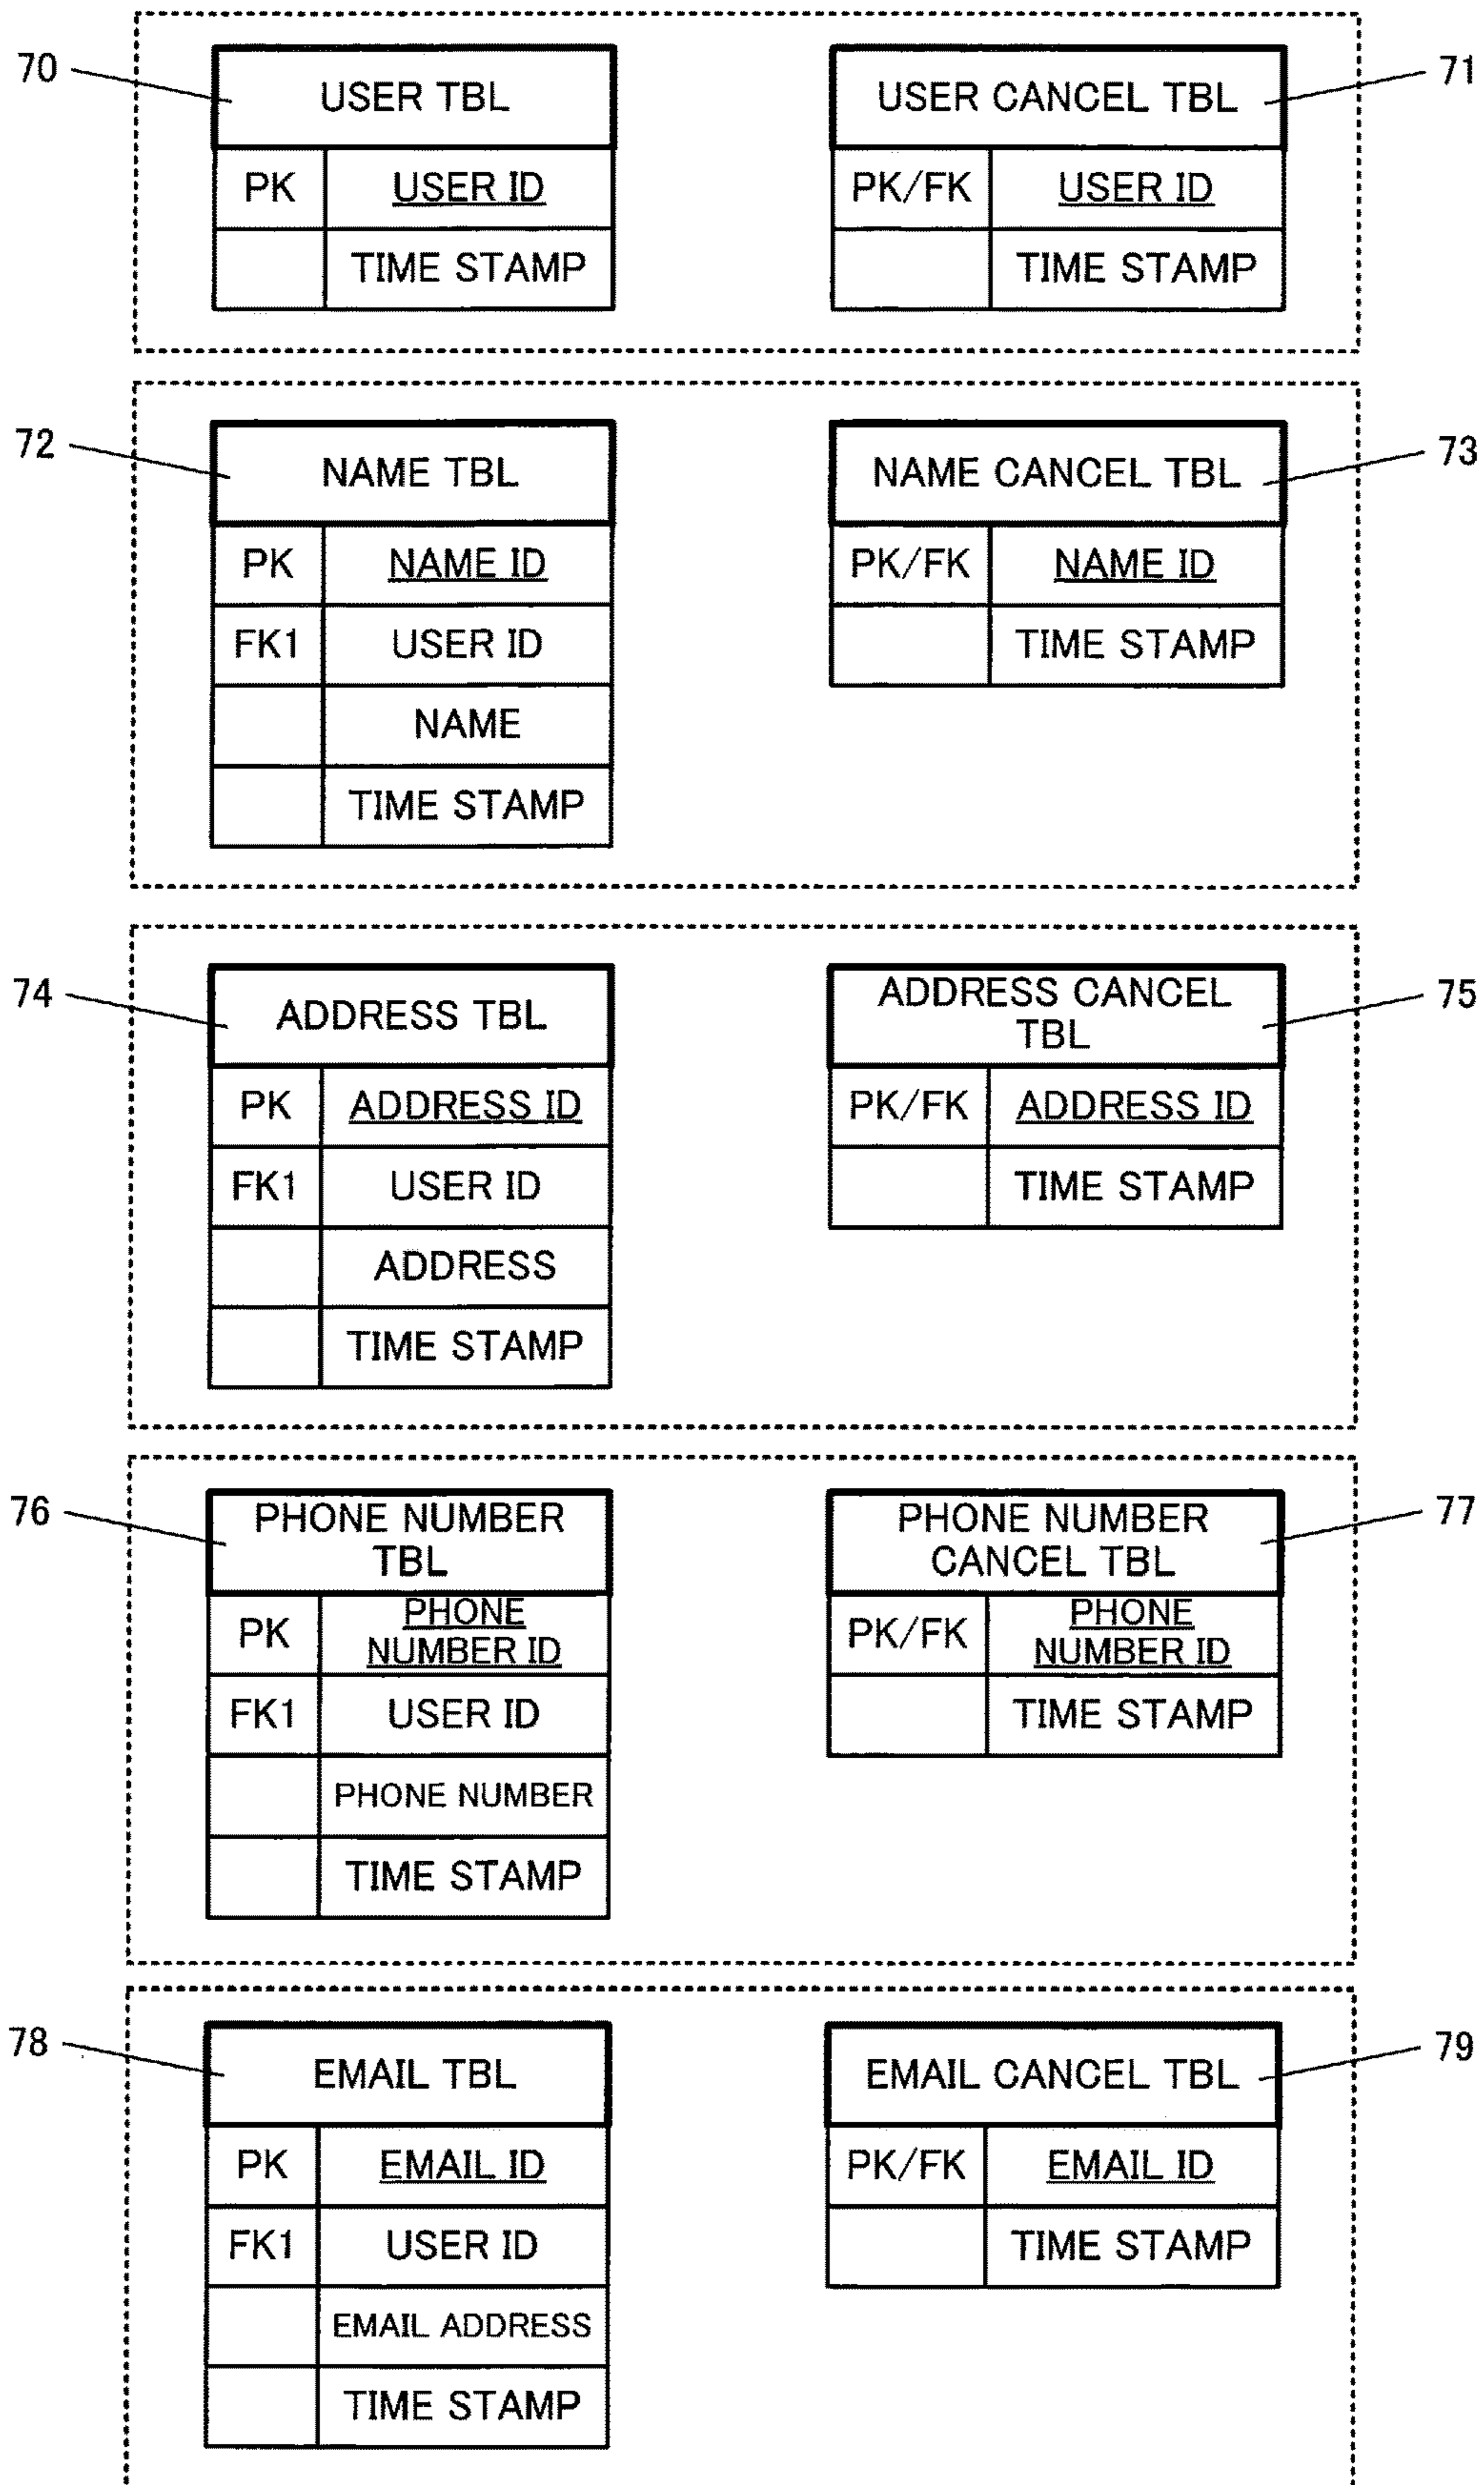 70
USER TBL
PK USER ID
TIME STAMP
USER CANCEL TBL
71
PK/FK USER ID
TIME STAMP
72
NAME TBL
PK NAME ID
FK1 USER ID
NAME
TIME STAMP
NAME CANCEL TBL
73
PK/FK NAME ID
TIME STAMP
74
ADDRESS TBL
PK ADDRESS ID
FK1 USER ID
ADDRESS
TIME STAMP
ADDRESS CANCEL
TBL
75
PK/FK ADDRESS ID
TIME STAMP
76
PHONE NUMBER
TBL
PK PHONE
NUMBER ID
FK1 USER ID
PHONE NUMBER
TIME STAMP
PHONE NUMBER
CANCEL TBL
77
PK/FK PHONE
NUMBER ID
TIME STAMP
78
EMAIL TBL
PK EMAIL ID
FK1 USER ID
EMAIL ADDRESS
TIME STAMP
EMAIL CANCEL TBL
79
PK/FK EMAIL ID
TIME STAMP